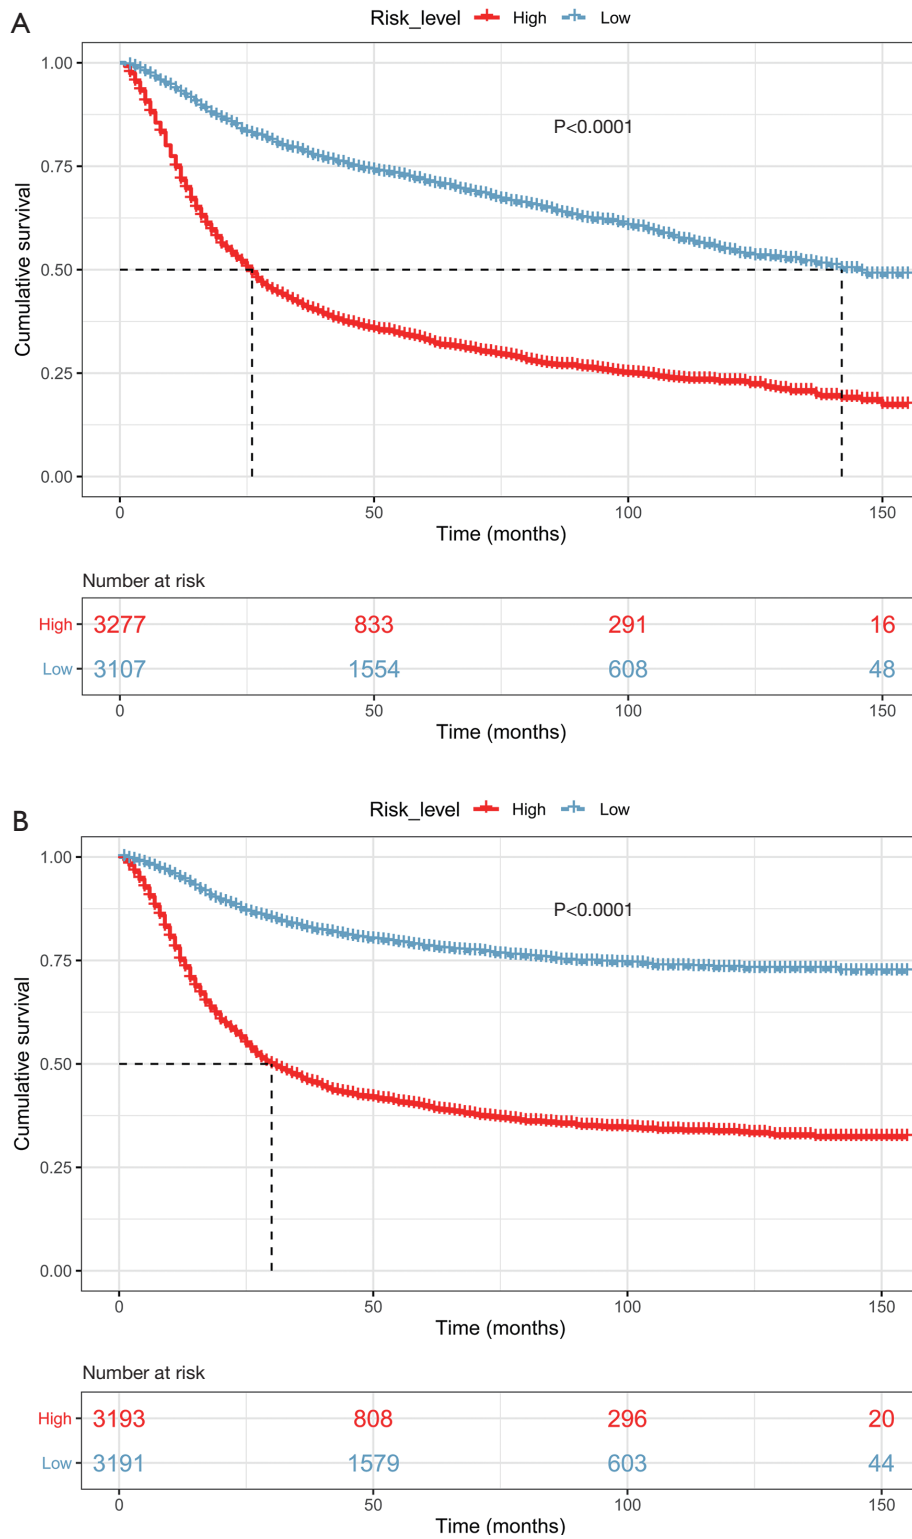 A
Risk_level High Low
1.00
0.75
0.50
0.25
0.00
Cumulative survival
P<0.0001
0 50 100 150
Time (months)
Number at risk
High 3277 833 291 16
Low 3107 1554 608 48
0 50 100 150
Time (months)
B
Risk_level High Low
1.00
0.75
0.50
0.25
0.00
Cumulative survival
P<0.0001
0 50 100 150
Time (months)
Number at risk
High 3193 808 296 20
Low 3191 1579 603 44
0 50 100 150
Time (months)